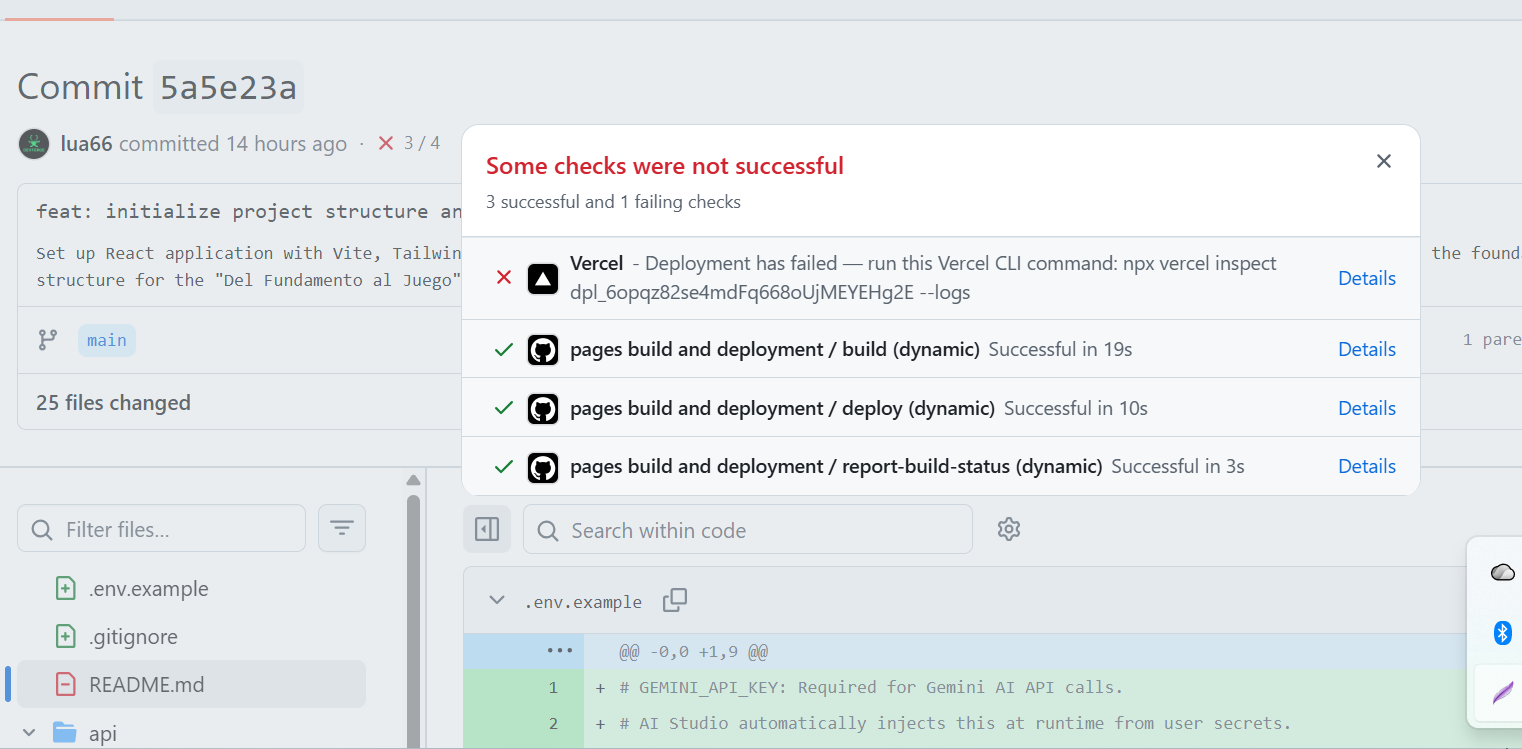 Commit 5a5e23a
lua66 committed 14 hours ago · 3 / 4
feat: initialize project structure an
Set up React application with Vite, Tailwin
structure for the "Del Fundamento al Juego"
the found
main
1 pare
25 files changed
Some checks were not successful
3 successful and 1 failing checks
Vercel - Deployment has failed — run this Vercel CLI command: npx vercel inspect
dpl_6opqz82se4mdFq668oUjMEYEHg2E --logs
Details
pages build and deployment / build (dynamic) Successful in 19s
Details
pages build and deployment / deploy (dynamic) Successful in 10s
Details
pages build and deployment / report-build-status (dynamic) Successful in 3s
Details
Filter files...
.env.example
.gitignore
README.md
api
Search within code
.env.example
@@ -0,0 +1,9 @@
1 + # GEMINI_API_KEY: Required for Gemini AI API calls.
2 + # AI Studio automatically injects this at runtime from user secrets.